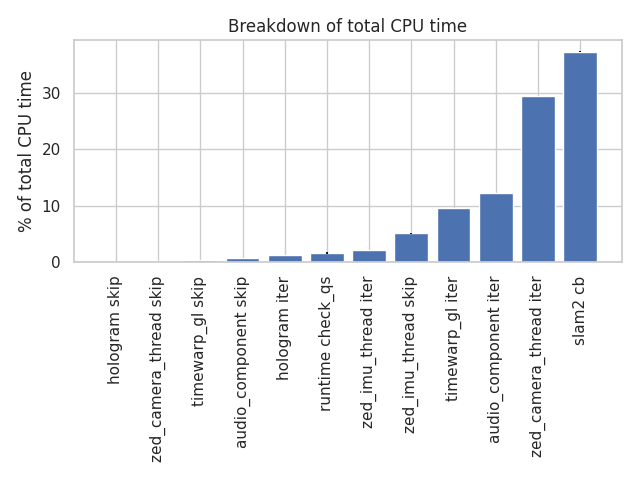 Breakdown of total CPU time
% of total CPU time
30
20
10
0
hologram skip
zed_camera_thread skip
timewarp_gl skip
audio_component skip
hologram iter
runtime check_qs
zed_imu_thread iter
zed_imu_thread skip
timewarp_gl iter
audio_component iter
zed_camera_thread iter
slam2 cb